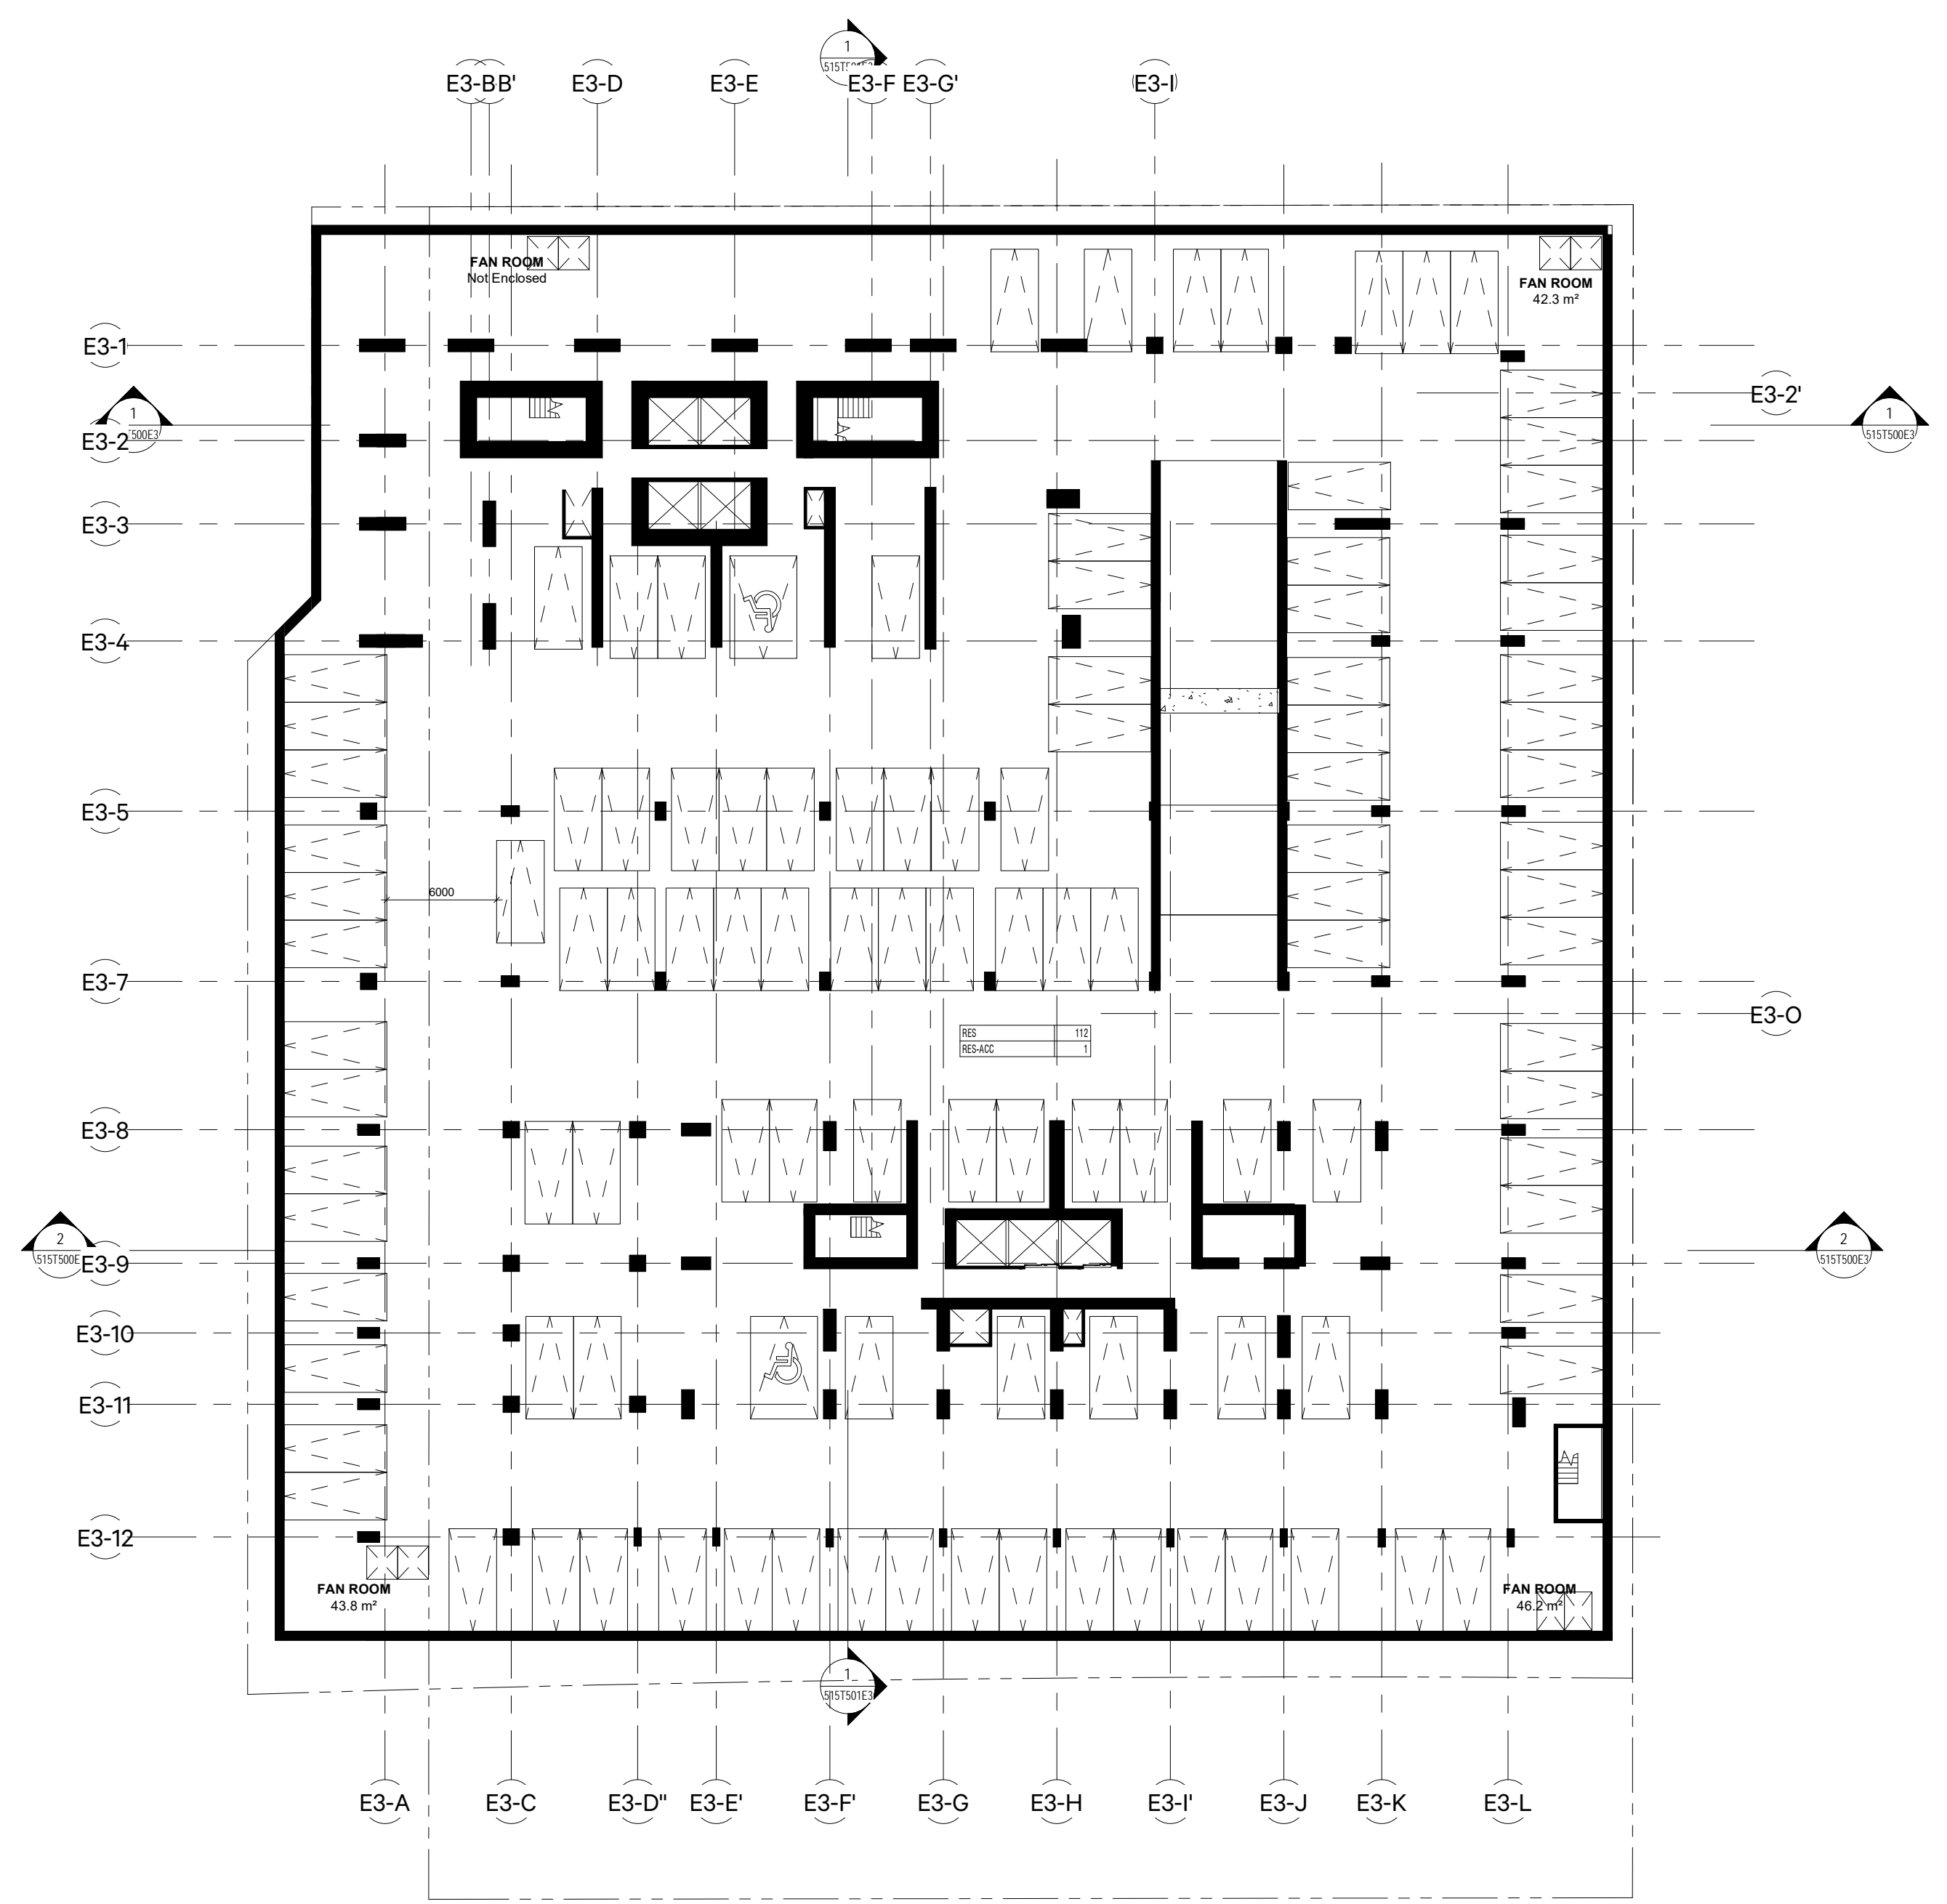 1
515T501E3
E3-B
B'
E3-D
E3-E
E3-F
E3-G'
E3-I
FAN ROOM
Not Enclosed
FAN ROOM
42.3 m²
E3-1
E3-2'
1
T500E3
1
515T500E3
E3-2
E3-3
E3-4
E3-5
6000
E3-7
E3-O
RES 112
RES-ACC 1
E3-8
2
515T500E
2
515T500E3
E3-9
E3-10
E3-11
E3-12
FAN ROOM
43.8 m²
FAN ROOM
46.2 m²
1
515T501E3
E3-A
E3-C
E3-D"
E3-E'
E3-F'
E3-G
E3-H
E3-I'
E3-J
E3-K
E3-L